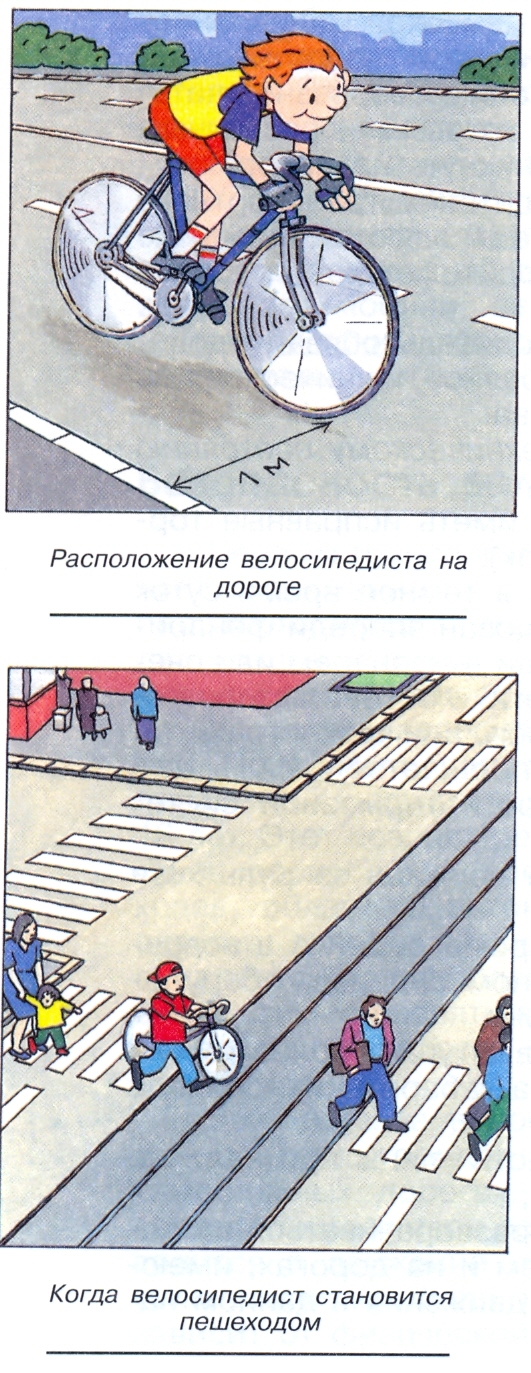 1 м
Расположение велосипедиста на
дороге
Когда велосипедист становится
пешеходом